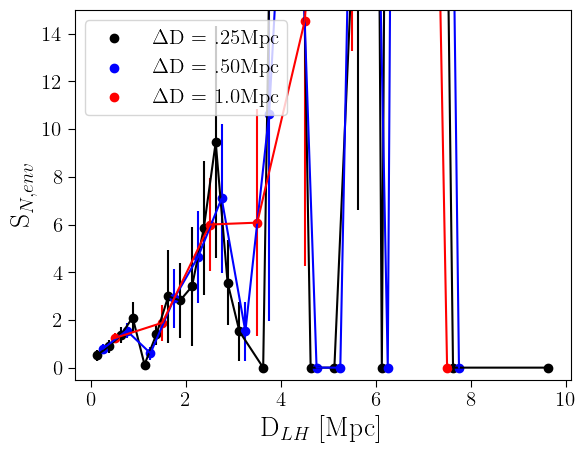 ΔD = .25Mpc
ΔD = .50Mpc
ΔD = 1.0Mpc
14
12
10
8
6
4
2
0
S_{N,env}
0 2 4 6 8 10
D_{LH} [Mpc]